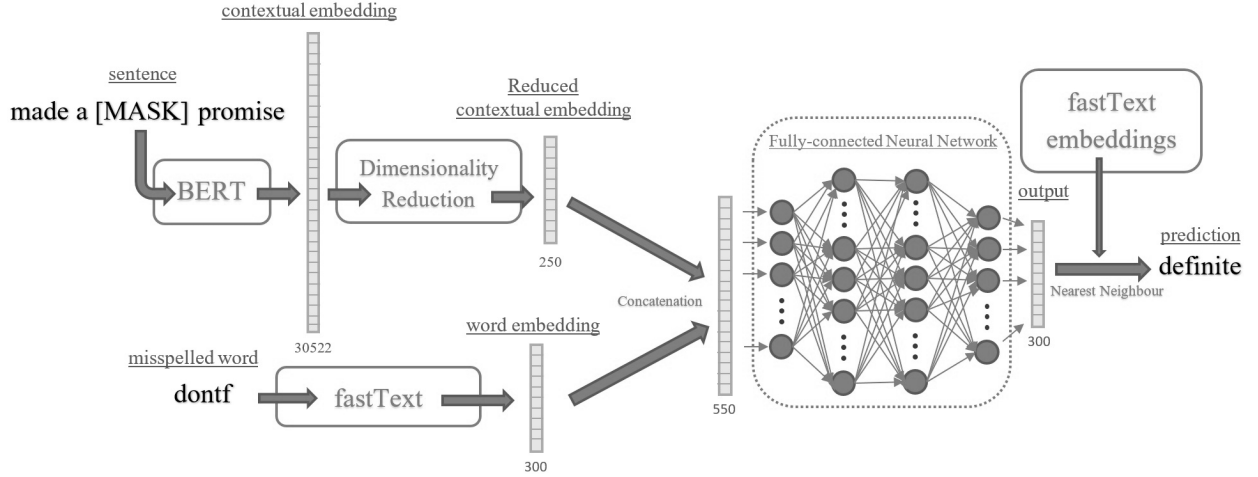 contextual embedding
sentence
made a [MASK] promise
BERT
30522
Dimensionality
Reduction
Reduced
contextual embedding
250
misspelled word
dontf
fastText
word embedding
300
Concatenation
550
Fully-connected Neural Network
output
300
fastText
embeddings
Nearest Neighbour
prediction
definite